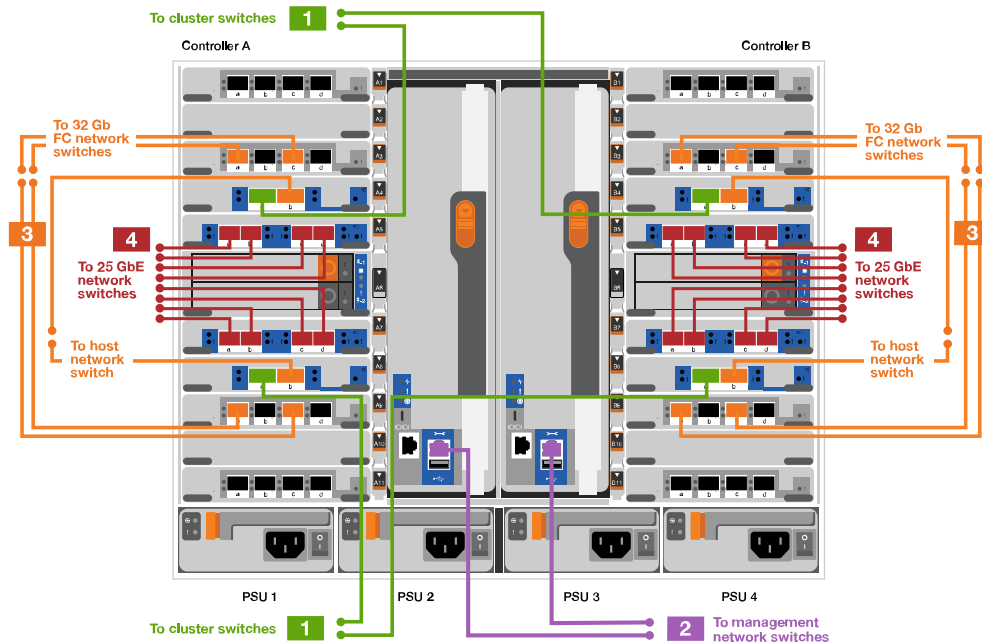 To cluster switches 1
Controller A
Controller B
A1
B1
a b c d
a b c d
A2
B2
To 32 Gb
FC network
switches
To 32 Gb
FC network
switches
A3
B3
a b c d
a b c d
A4
B4
b
b
3
3
4
4
A5
B5
To 25 GbE
network
switches
To 25 GbE
network
switches
A6
B6
A7
B7
a b c d
a b c d
To host
network
switch
To host
network
switch
A8
B8
b
b
A9
B9
a b c d
a b c d
A10
B10
A11
B11
a b c d
a b c d
PSU 1
PSU 2
PSU 3
PSU 4
To cluster switches 1
2 To management
network switches